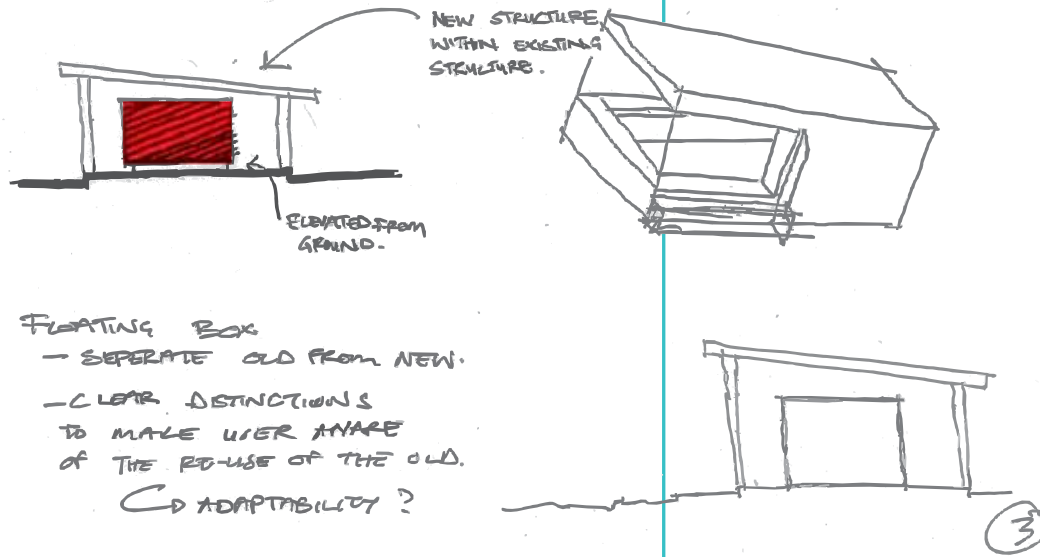 NEW STRUCTURE
WITHIN EXISTING
STRUCTURE.
ELEVATED FROM
GROUND.
FLOATING BOX
- SEPERATE OLD FROM NEW.
- CLEAR DISTINCTIONS
TO MAKE USER AWARE
OF THE RE-USE OF THE OLD.
ADAPTABILITY ?
3